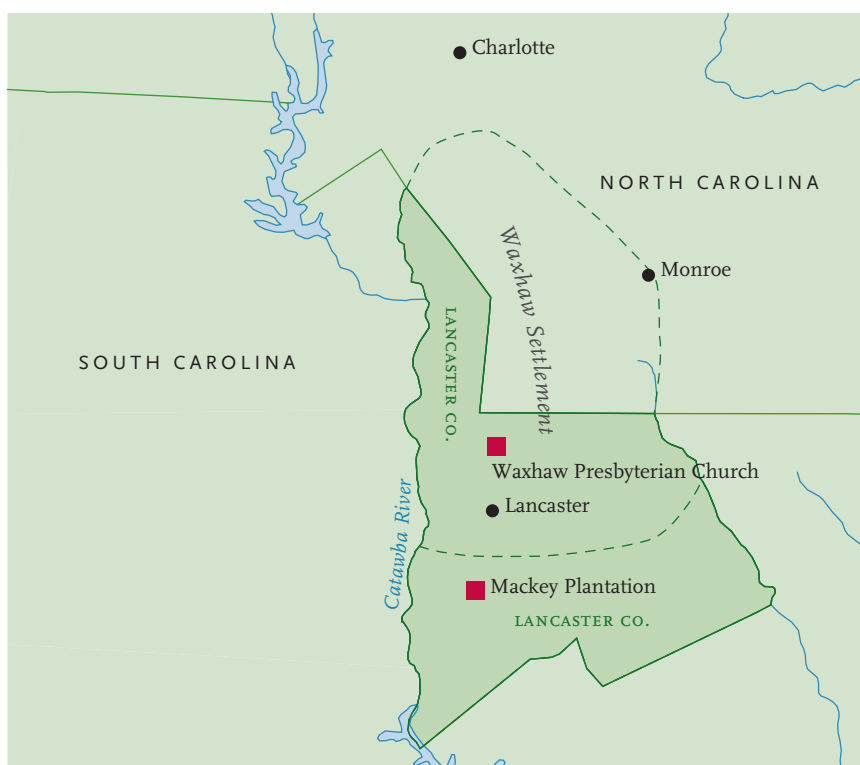 Charlotte
NORTH CAROLINA
Waxhaw Settlement
Monroe
LANCASTER CO.
SOUTH CAROLINA
Waxhaw Presbyterian Church
Lancaster
Catawba River
Mackey Plantation
LANCASTER CO.